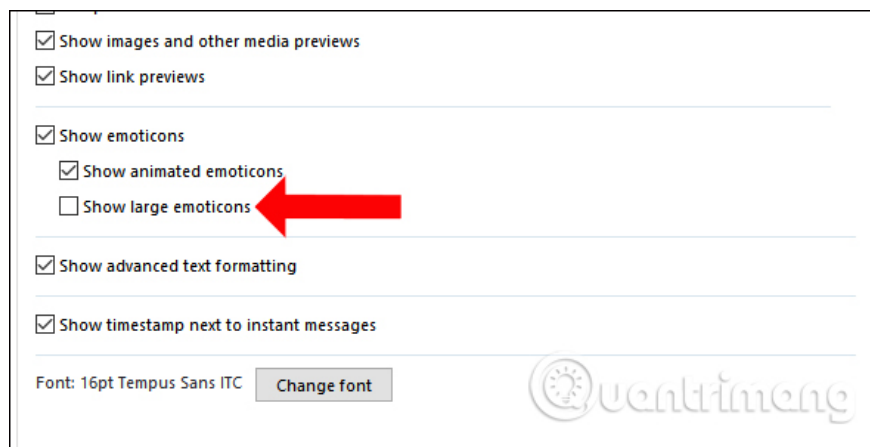 Show images and other media previews
Show link previews
Show emoticons
Show animated emoticons
Show large emoticons
Show advanced text formatting
Show timestamp next to instant messages
Font: 16pt Tempus Sans ITC Change font
Quantrimang